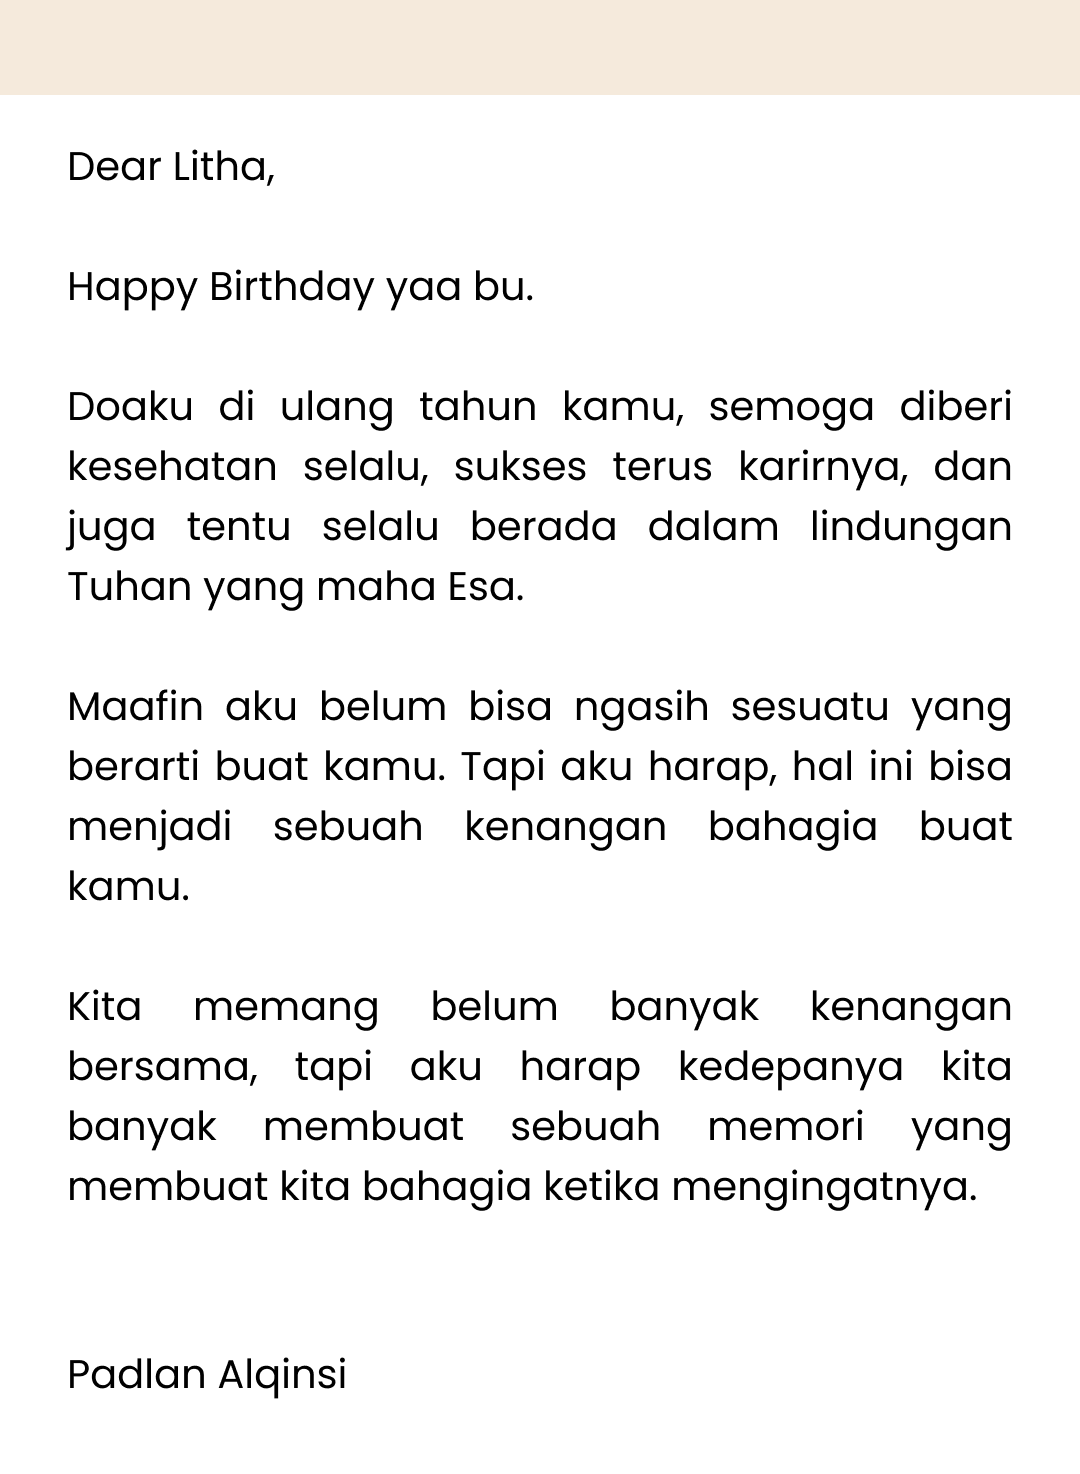 Dear Litha,
Happy Birthday yaa bu.
Doaku di ulang tahun kamu, semoga diberi
kesehatan selalu, sukses terus karirnya, dan
juga tentu selalu berada dalam lindungan
Tuhan yang maha Esa.
Maafin aku belum bisa ngasih sesuatu yang
berarti buat kamu. Tapi aku harap, hal ini bisa
menjadi sebuah kenangan bahagia buat
kamu.
Kita memang belum banyak kenangan
bersama, tapi aku harap kedepanya kita
banyak membuat sebuah memori yang
membuat kita bahagia ketika mengingatnya.
Padlan Alqinsi